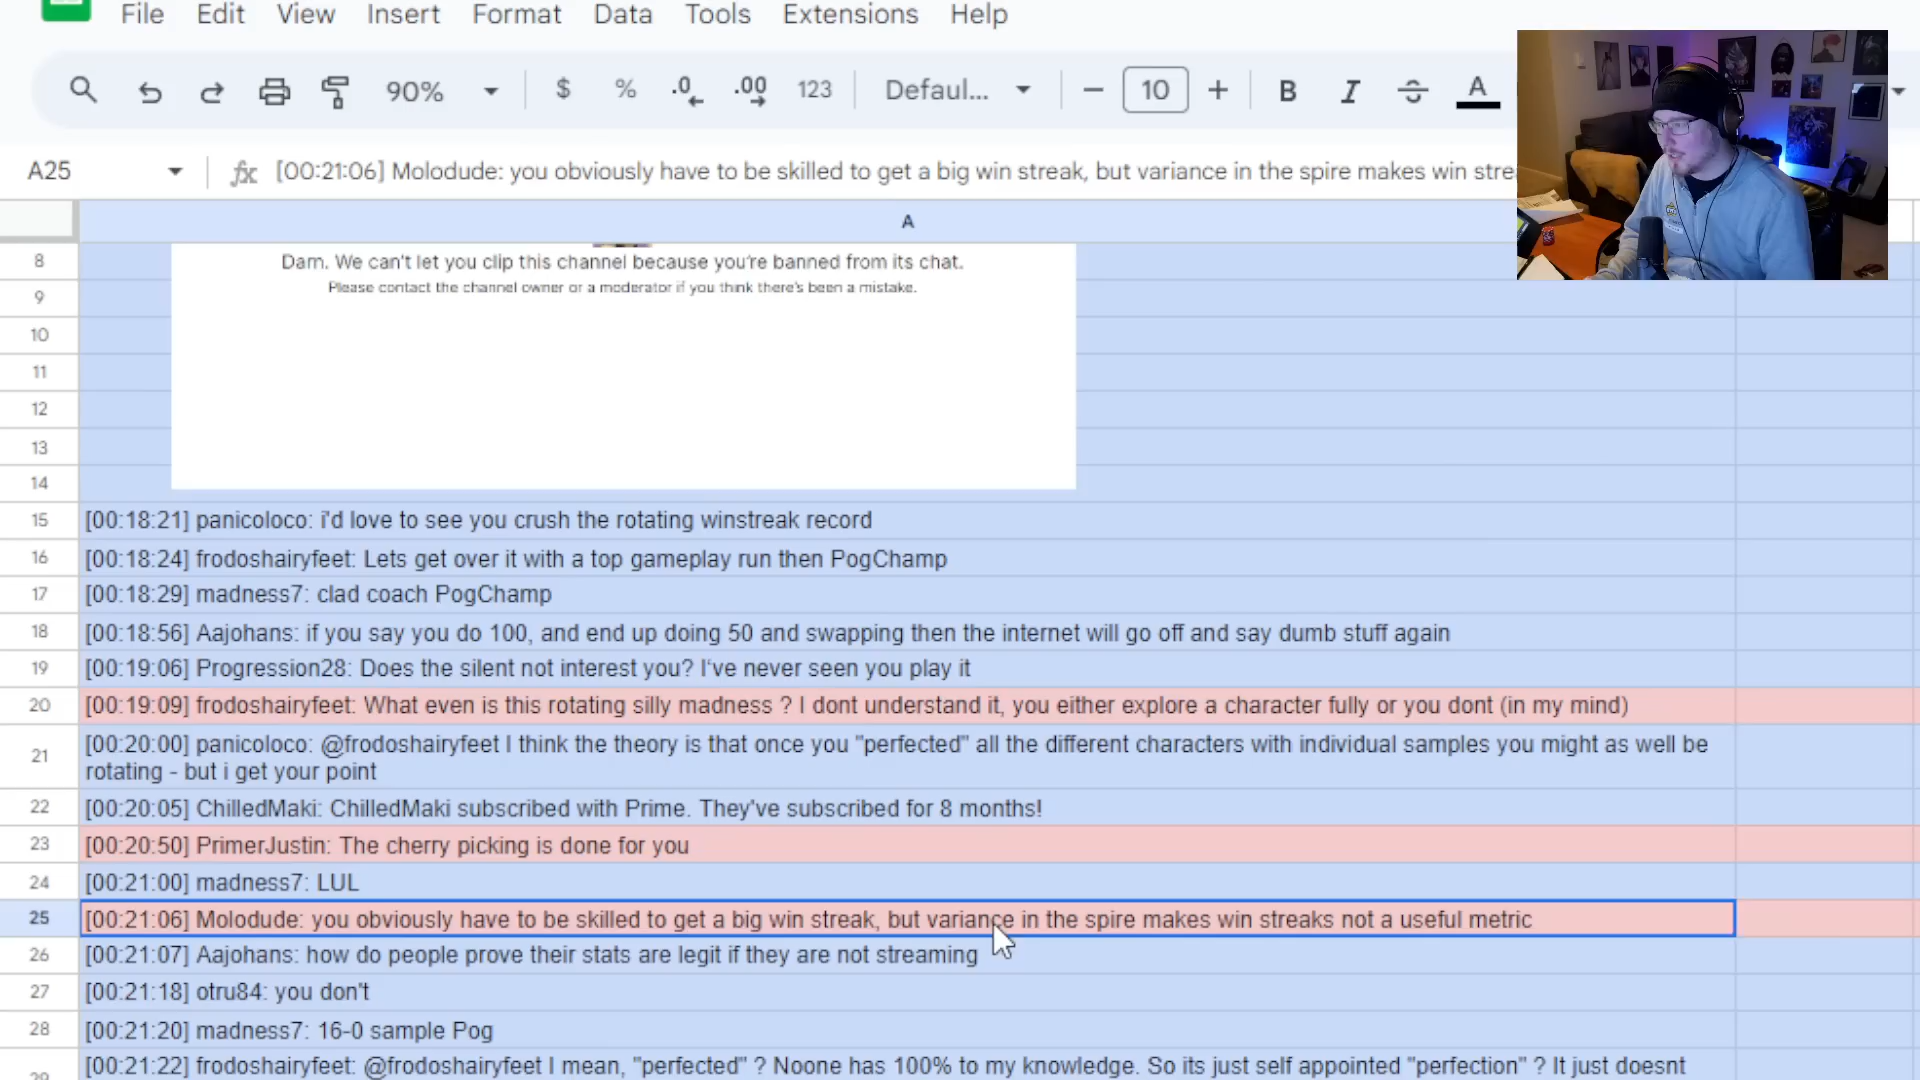 File Edit View Insert Format Data Tools Extensions Help
90% $ % .0 .00 123 Defaul... 10 B I A
A25 fx [00:21:06] Molodude: you obviously have to be skilled to get a big win streak, but variance in the spire makes win stre
A
8 Darn. We can't let you clip this channel because you're banned from its chat.
9 Please contact the channel owner or a moderator if you think there's been a mistake.
10
11
12
13
14
15 [00:18:21] panicoloco: i'd love to see you crush the rotating winstreak record
16 [00:18:24] frodoshairyfeet: Lets get over it with a top gameplay run then PogChamp
17 [00:18:29] madness7: clad coach PogChamp
18 [00:18:56] Aajohans: if you say you do 100, and end up doing 50 and swapping then the internet will go off and say dumb stuff again
19 [00:19:06] Progression28: Does the silent not interest you? I've never seen you play it
20 [00:19:09] frodoshairyfeet: What even is this rotating silly madness ? I dont understand it, you either explore a character fully or you dont (in my mind)
21 [00:20:00] panicoloco: @frodoshairyfeet I think the theory is that once you "perfected" all the different characters with individual samples you might as well be
rotating - but i get your point
22 [00:20:05] ChilledMaki: ChilledMaki subscribed with Prime. They've subscribed for 8 months!
23 [00:20:50] PrimerJustin: The cherry picking is done for you
24 [00:21:00] madness7: LUL
25 [00:21:06] Molodude: you obviously have to be skilled to get a big win streak, but variance in the spire makes win streaks not a useful metric
26 [00:21:07] Aajohans: how do people prove their stats are legit if they are not streaming
27 [00:21:18] otru84: you don't
28 [00:21:20] madness7: 16-0 sample Pog
29 [00:21:22] frodoshairyfeet: @frodoshairyfeet I mean, "perfected" ? Noone has 100% to my knowledge. So its just self appointed "perfection" ? It just doesnt